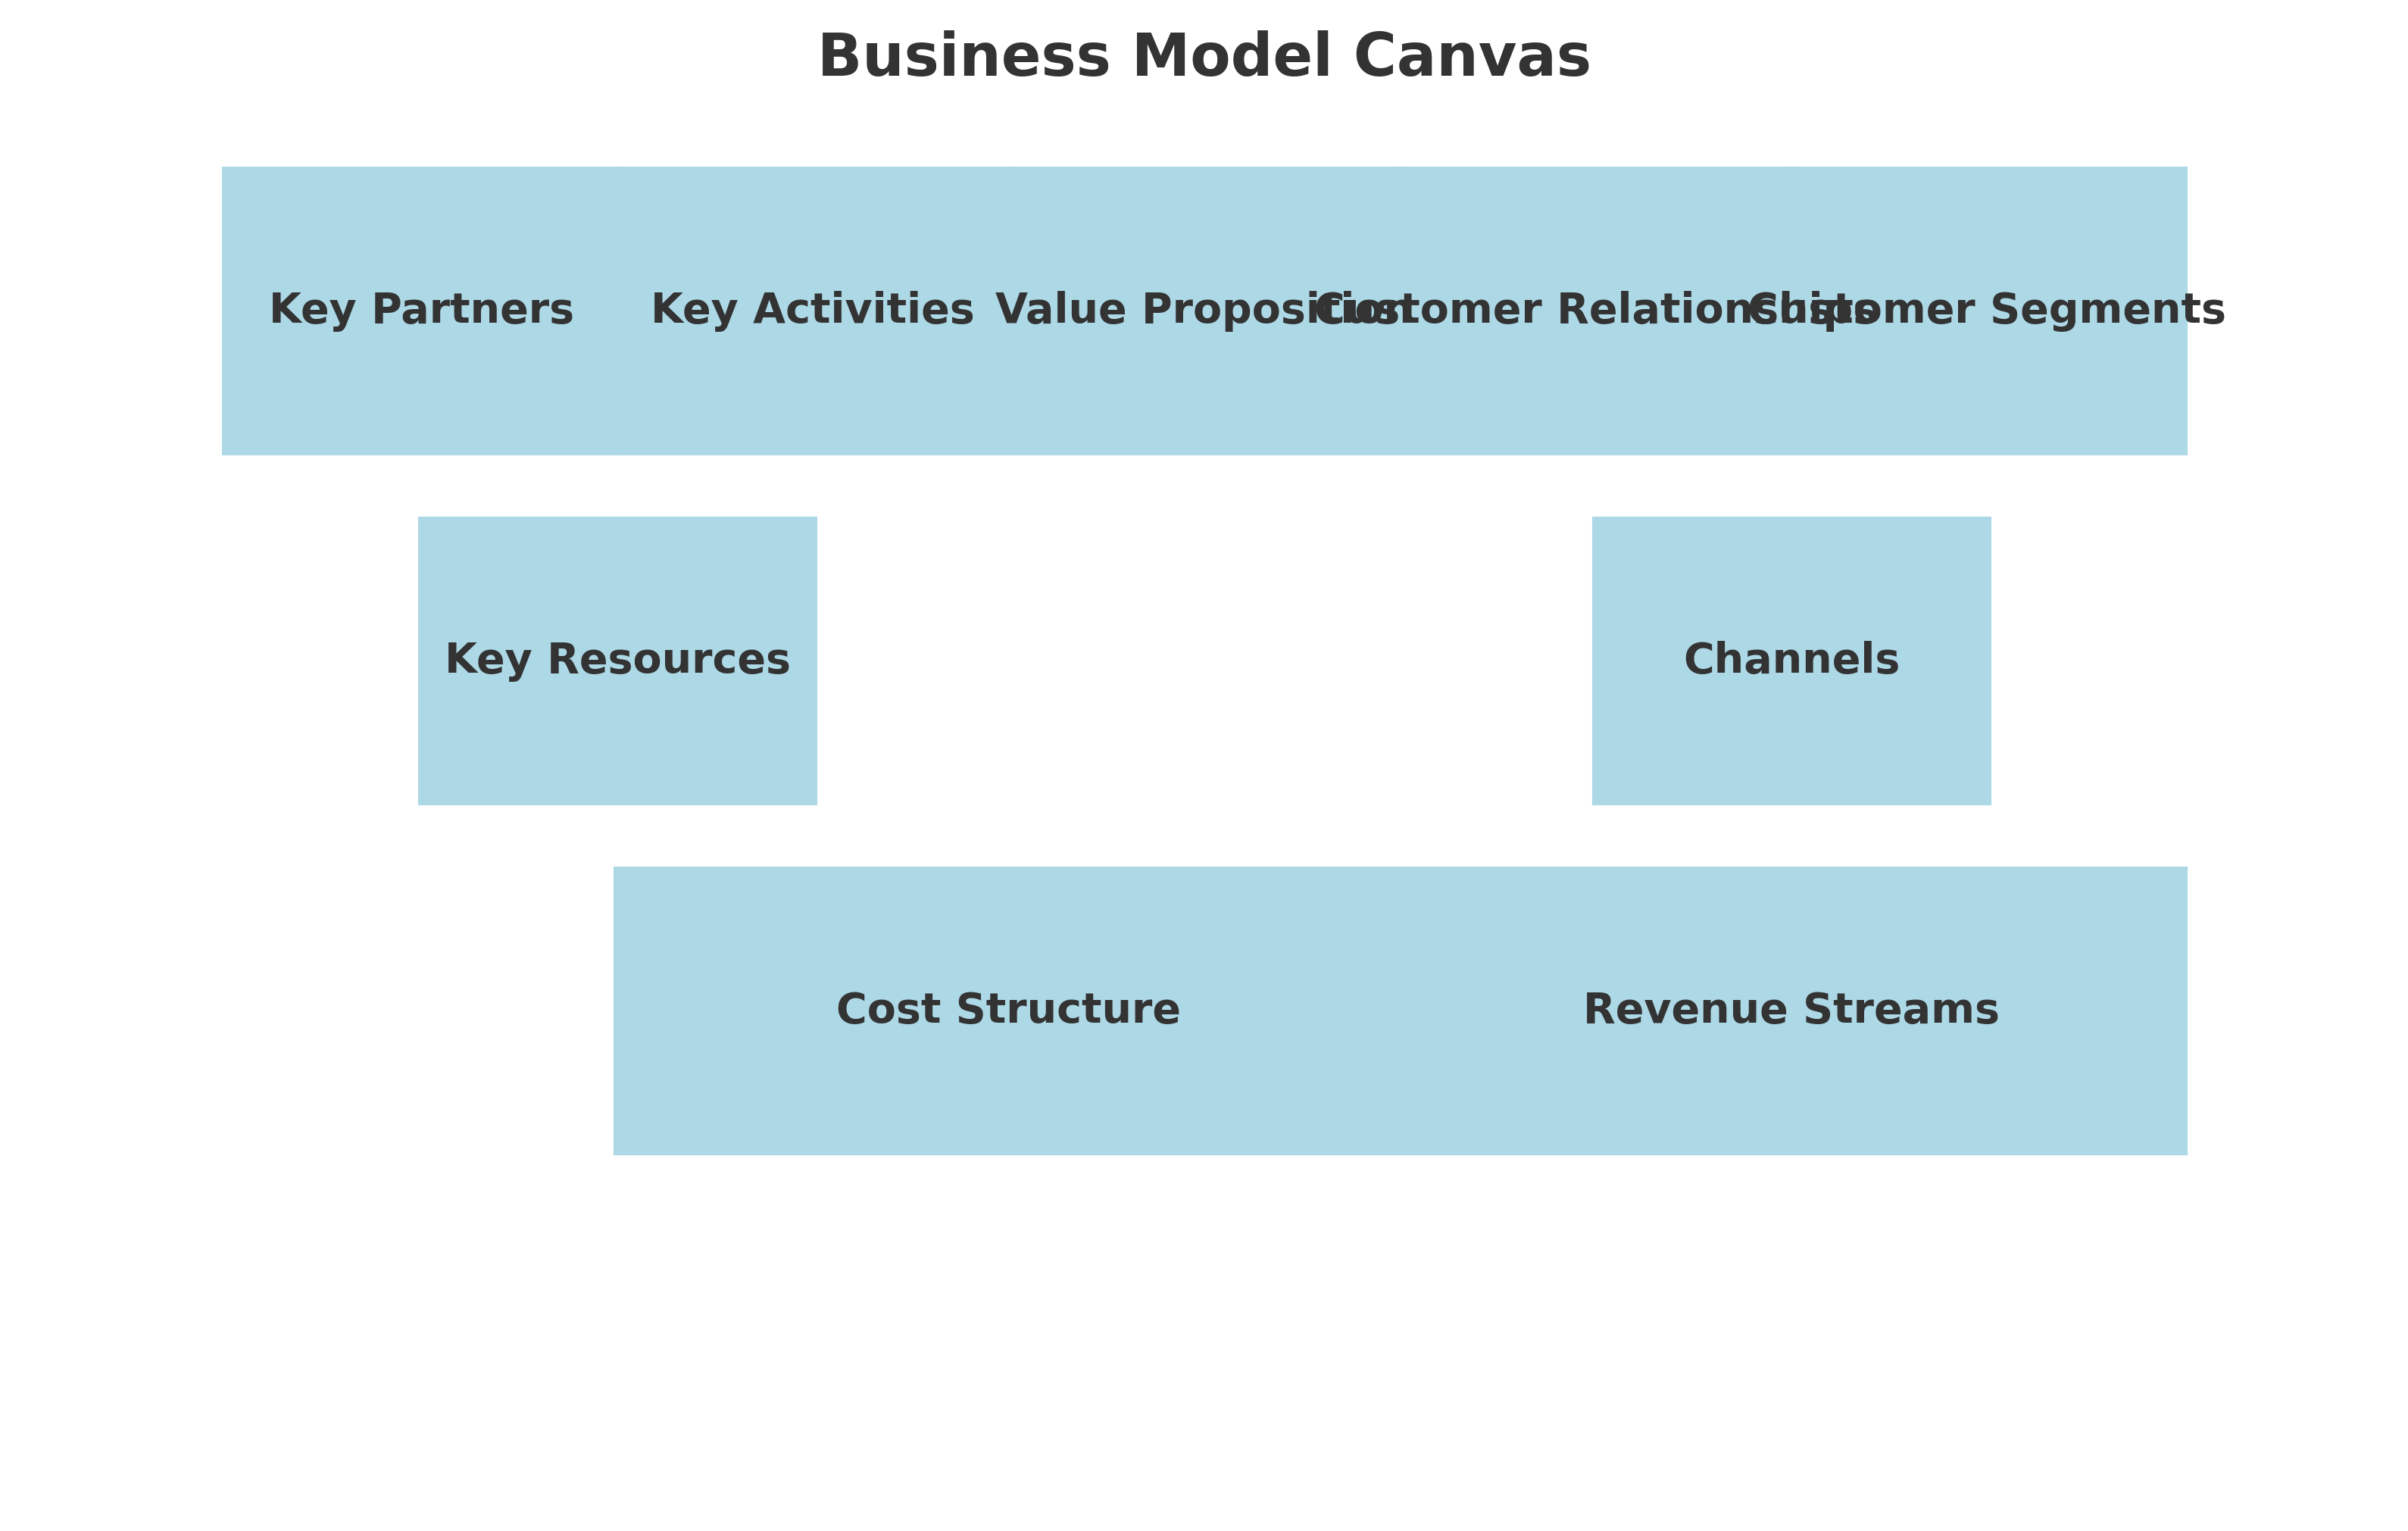 Business Model Canvas
Key Partners Key Activities Value Propositions Customer Relationships Customer Segments
Key Resources Channels
Cost Structure Revenue Streams